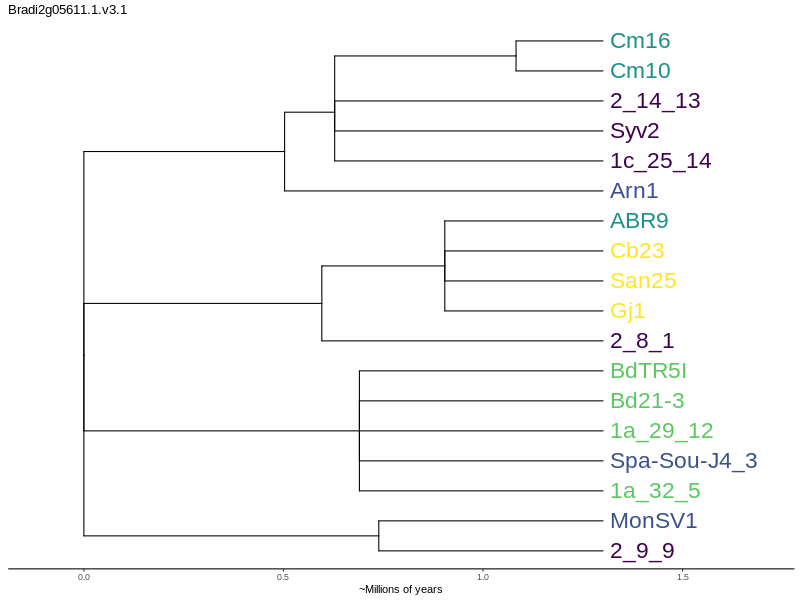 Bradi2g05611.1.v3.1
Cm16
Cm10
2_14_13
Syv2
1c_25_14
Arn1
ABR9
Cb23
San25
Gj1
2_8_1
BdTR5I
Bd21-3
1a_29_12
Spa-Sou-J4_3
1a_32_5
MonSV1
2_9_9
0.0 0.5 1.0 1.5
~Millions of years